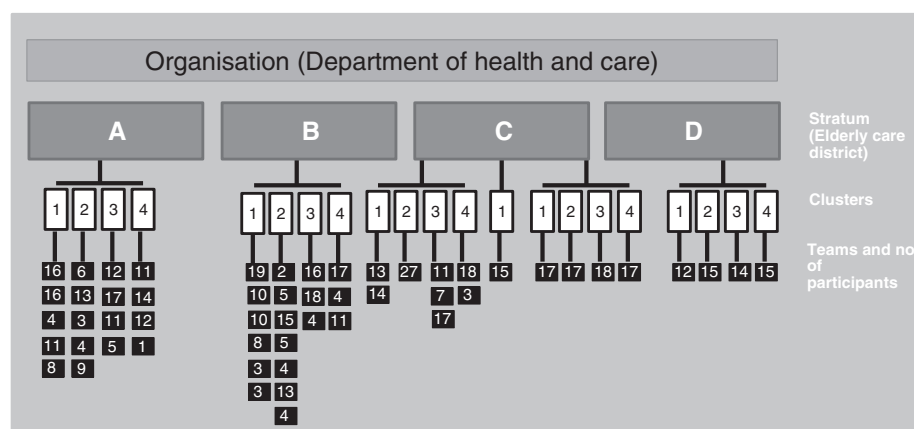 Organisation (Department of health and care)
A B C D
Stratum
(Elderly care
district)
1 2 3 4 1 2 3 4 1 2 3 4 1 1 2 3 4 1 2 3 4
Clusters
16 6 12 11 19 2 16 17 13 27 11 18 15 17 17 18 17 12 15 14 15
Teams and no
of
participants
16 13 17 14 10 5 18 4 14 7 3
4 3 11 12 10 15 4 11 17
11 4 5 1 8 5
8 9 3 4
3 13
4